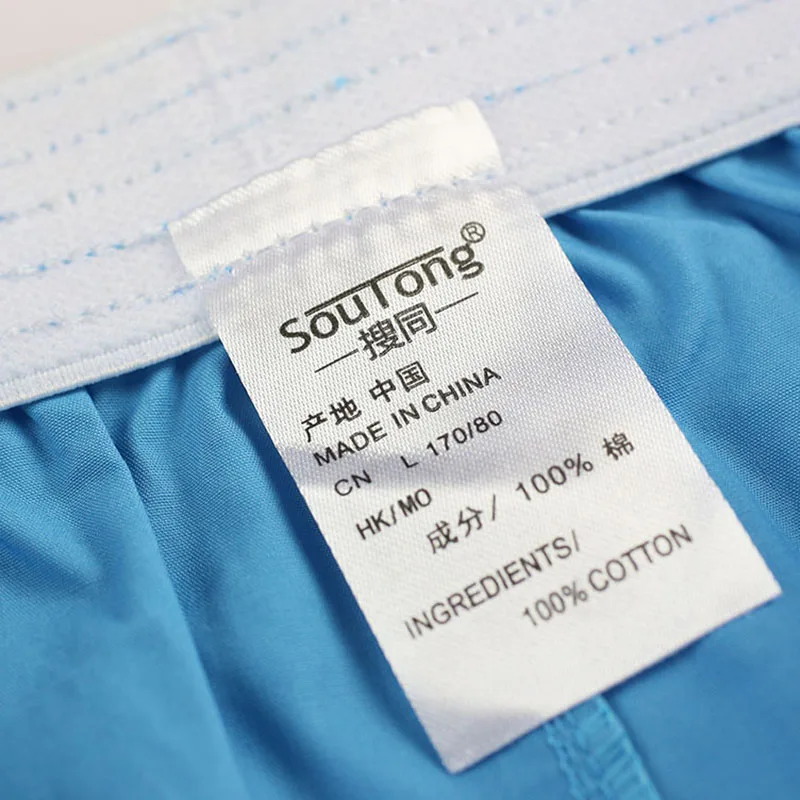 SouTong®
搜同
产地 中国
MADE IN CHINA
CN L 170/80
HK/MO
成分/ 100% 棉
INGREDIENTS/
100% COTTON